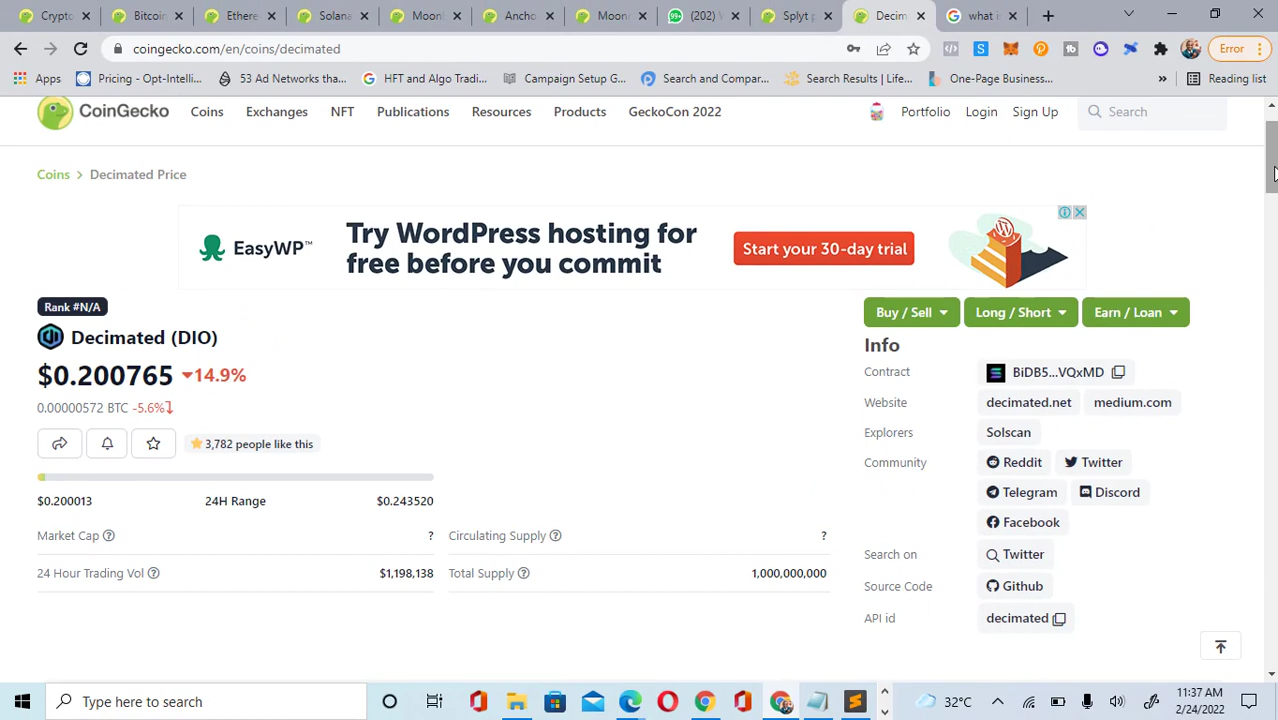 Splyt p
Bitcoin
Ethere
Solana
Moonl
Ancho
Moona
(202) V
Splyt p
Decim
what is
coingecko.com/en/coins/decimated
Error
Apps
Pricing - Opt-Intelli...
53 Ad Networks tha...
HFT and Algo Tradi...
Campaign Setup G...
Search and Compar...
Search Results | Life...
One-Page Business...
»
Reading list
CoinGecko
Coins
Exchanges
NFT
Publications
Resources
Products
GeckoCon 2022
Portfolio
Login
Sign Up
Search
Coins > Decimated Price
EasyWP™
Try WordPress hosting for
free before you commit
Start your 30-day trial
Rank #N/A
Decimated (DIO)
$0.200765 14.9%
0.00000572 BTC -5.6%
3,782 people like this
$0.200013 24H Range $0.243520
Market Cap ?
Circulating Supply ?
24 Hour Trading Vol $1,198,138
Total Supply 1,000,000,000
Buy / Sell
Long / Short
Earn / Loan
Info
Contract BiDB5...VQxMD
Website decimated.net medium.com
Explorers Solscan
Community Reddit Twitter
Telegram Discord
Facebook
Search on Twitter
Source Code Github
API id decimated
Type here to search
32°C
11:37 AM
2/24/2022